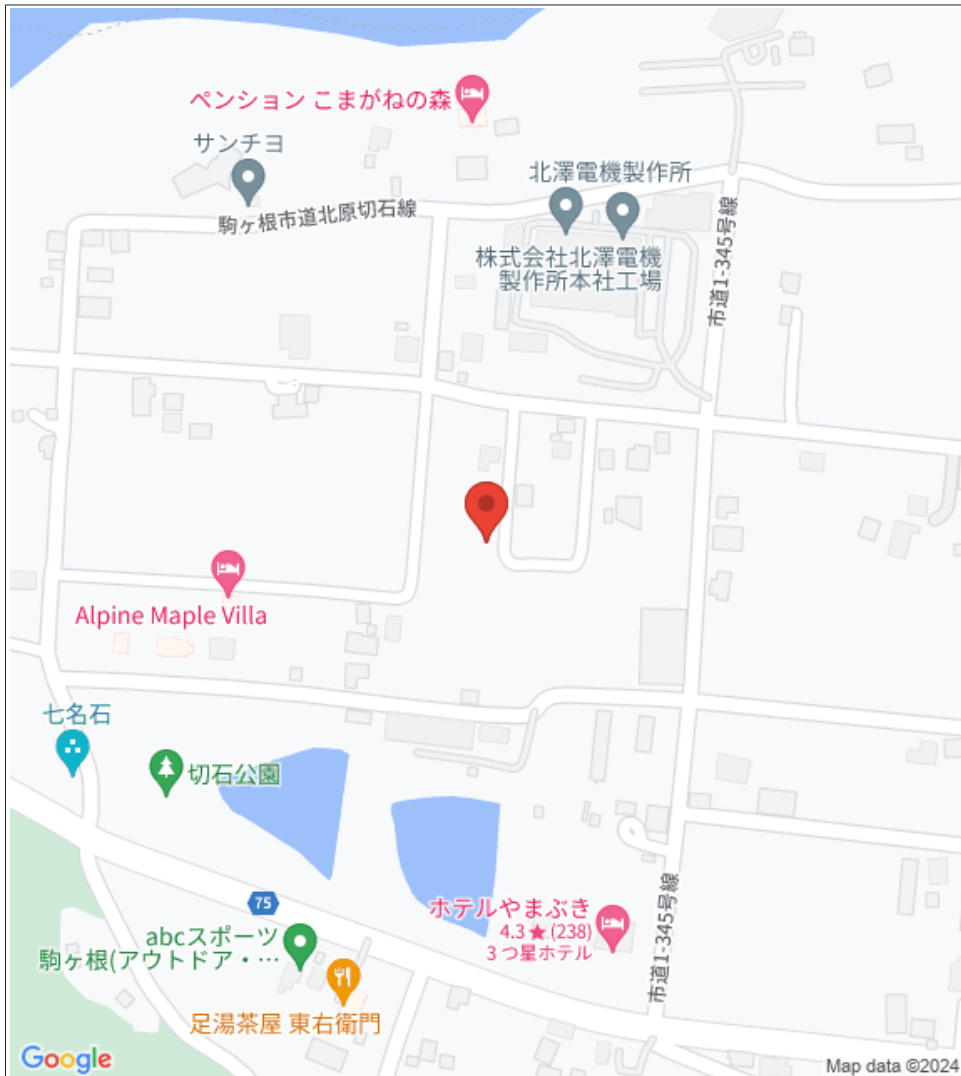 ペンション こまがねの森
サンチヨ
北澤電機製作所
駒ヶ根市道北原切石線
株式会社北澤電機
製作所本社工場
市道1-345号線
Alpine Maple Villa
七名石
切石公園
75
ホテルやまぶき
4.3★(238)
3 つ星ホテル
abcスポーツ
駒ヶ根(アウトドア・…
市道1-345号線
足湯茶屋 東右衛門
Google
Map data ©2024